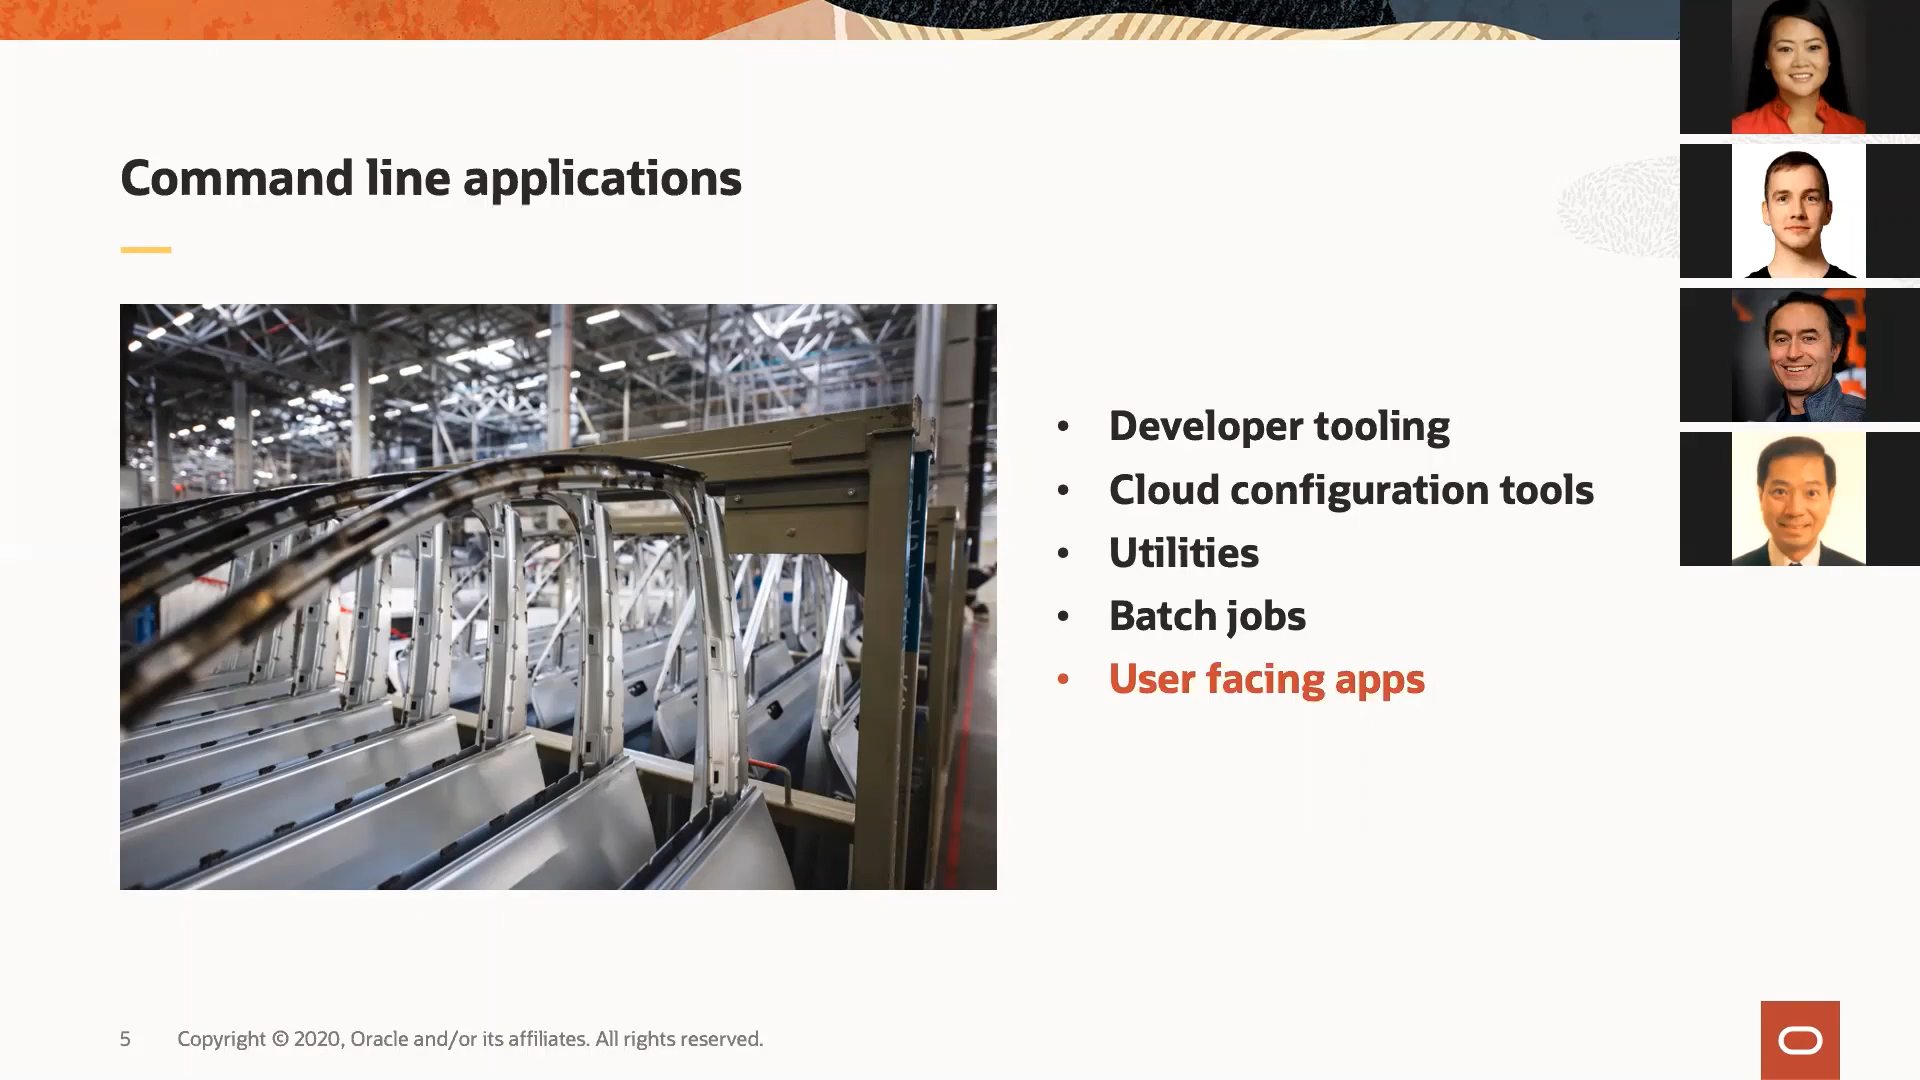 Command line applications
• Developer tooling
• Cloud configuration tools
• Utilities
• Batch jobs
• User facing apps
5 Copyright © 2020, Oracle and/or its affiliates. All rights reserved.